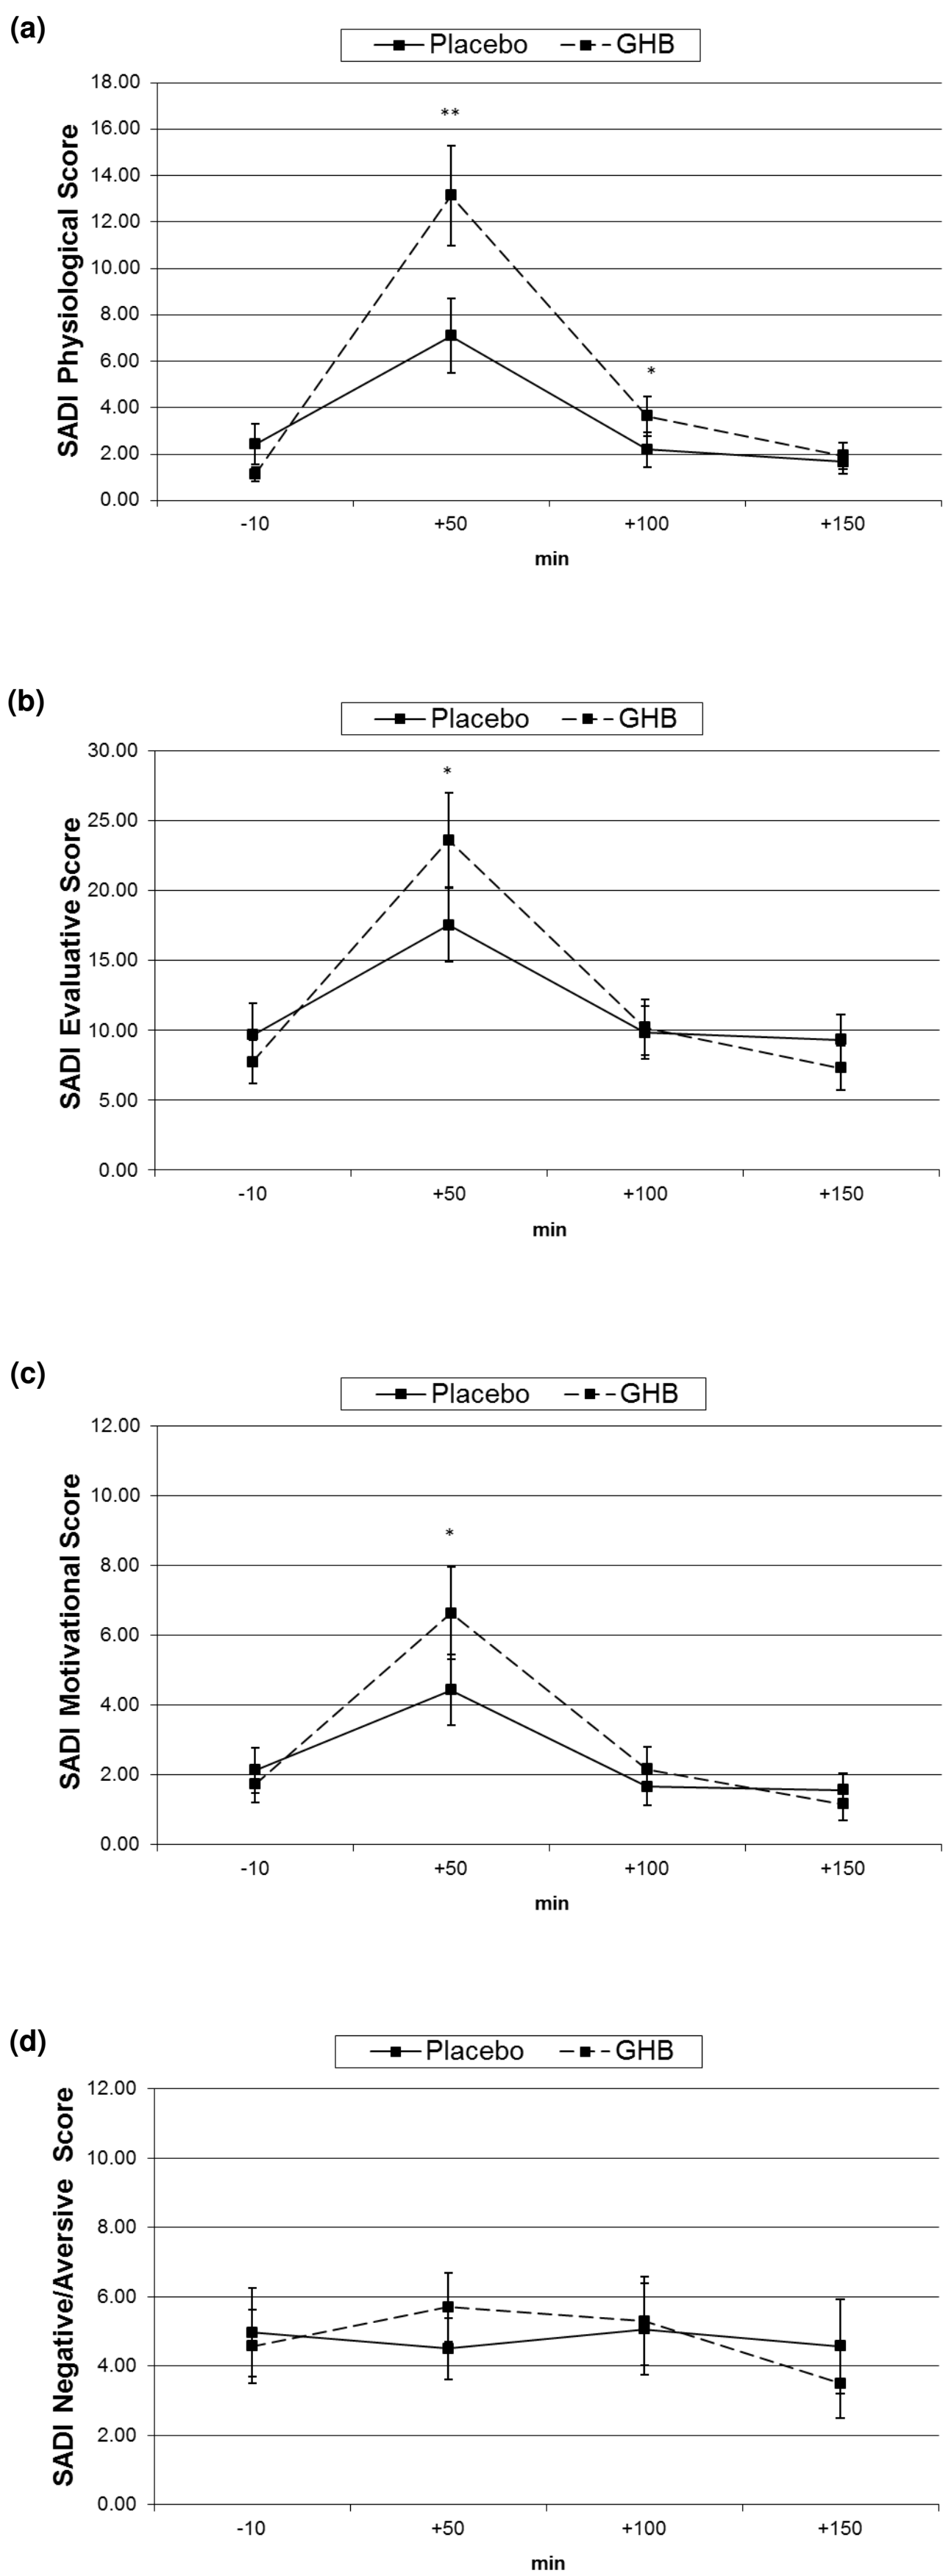 (a)
Placebo GHB
SADI Physiological Score
18.00
16.00
14.00
12.00
10.00
8.00
6.00
4.00
2.00
0.00
**
*
-10 +50 +100 +150
min
(b)
Placebo GHB
SADI Evaluative Score
30.00
25.00
20.00
15.00
10.00
5.00
0.00
*
-10 +50 +100 +150
min
(c)
Placebo GHB
SADI Motivational Score
12.00
10.00
8.00
6.00
4.00
2.00
0.00
*
-10 +50 +100 +150
min
(d)
Placebo GHB
SADI Negative/Aversive Score
12.00
10.00
8.00
6.00
4.00
2.00
0.00
-10 +50 +100 +150
min